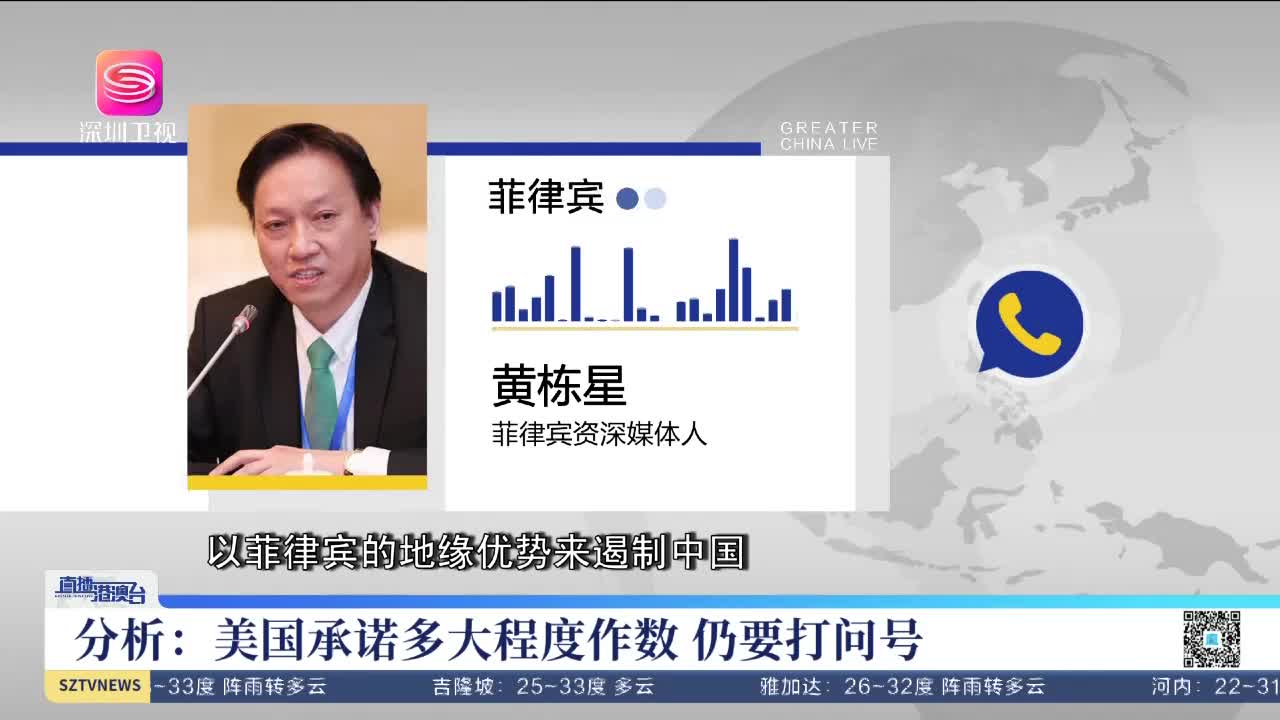 深圳卫视
GREATER
CHINA LIVE
菲律宾
黄栋星
菲律宾资深媒体人
以菲律宾的地缘优势来遏制中国
直播港澳台
分析：美国承诺多大程度作数 仍要打问号
SZTVNEWS
~33度 阵雨转多云 吉隆坡：25~33度 多云 雅加达：26~32度 阵雨转多云 河内：22~31